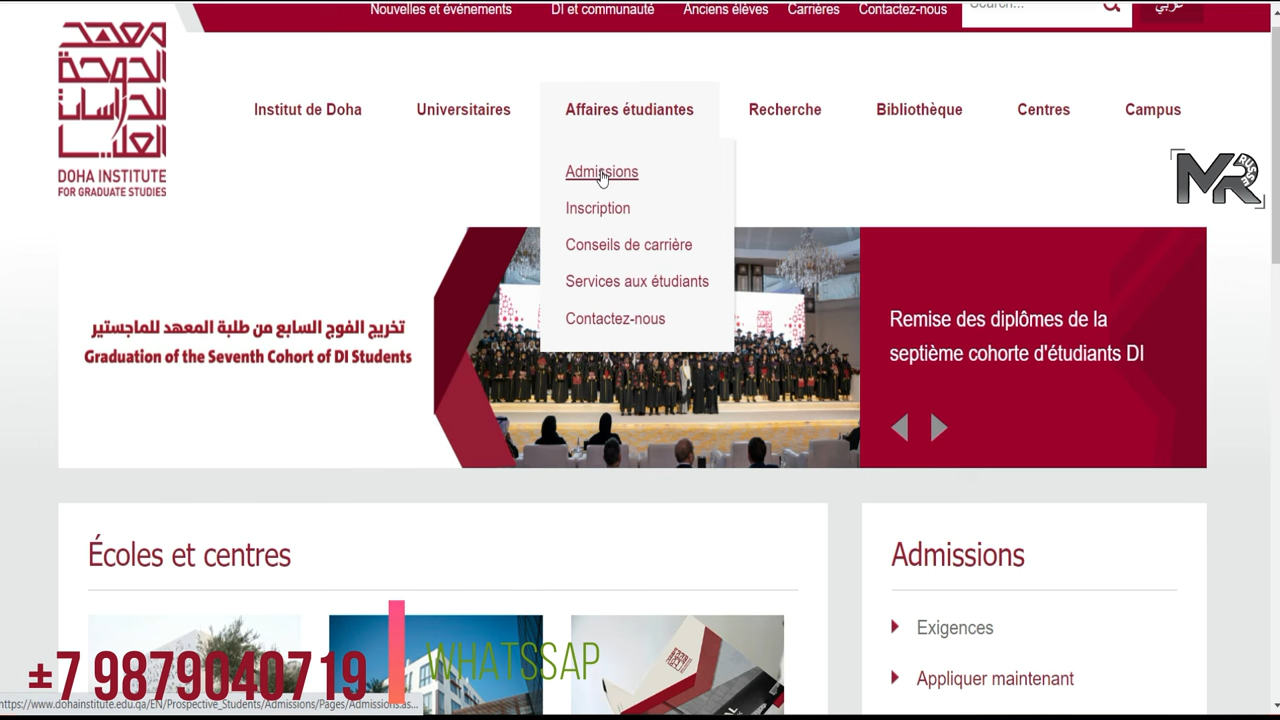 Nouvelles et événements DI et communauté Anciens élèves Carrières Contactez-nous Search... عربي
معهد
الدوحة
للدراسات
العليا
DOHA INSTITUTE
FOR GRADUATE STUDIES
Institut de Doha Universitaires Affaires étudiantes Recherche Bibliothèque Centres Campus
Admissions
Inscription
Conseils de carrière
Services aux étudiants
Contactez-nous
MR RUSSE
تخريج الفوج السابع من طلبة المعهد للماجستير
Graduation of the Seventh Cohort of DI Students
Remise des diplômes de la
septième cohorte d'étudiants DI
Écoles et centres
Admissions
Exigences
Appliquer maintenant
±7 9879040719
WHATSSAP
https://www.dohainstitute.edu.qa/EN/Prospective_Students/Admissions/Pages/Admissions.as...